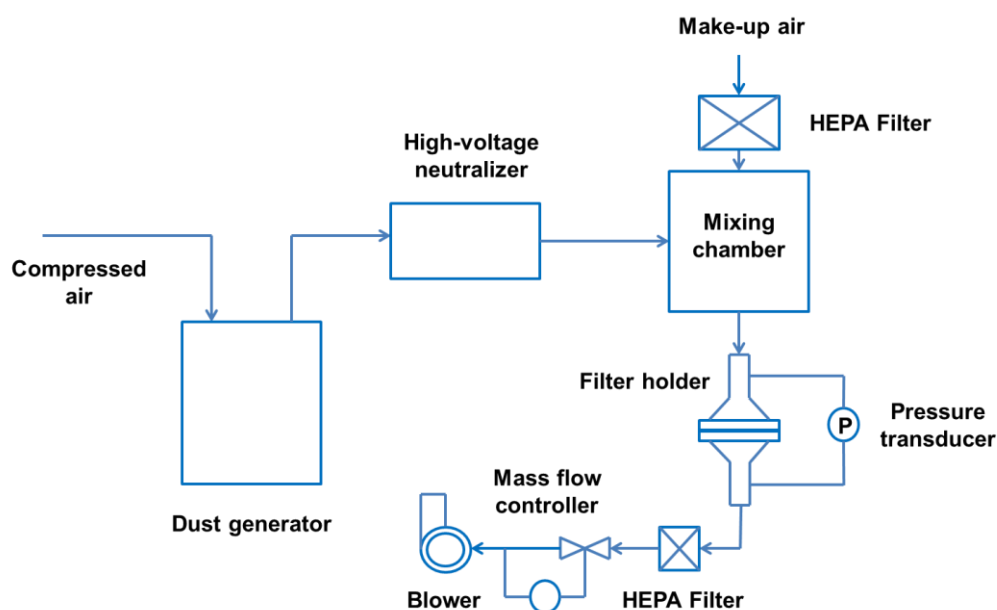 Make-up air
HEPA Filter
High-voltage
neutralizer
Mixing
chamber
Compressed
air
Filter holder
P
Pressure
transducer
Mass flow
controller
Dust generator
Blower
HEPA Filter